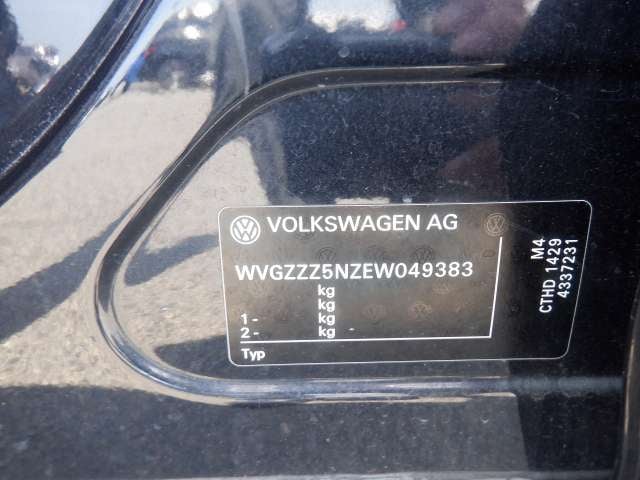 VOLKSWAGEN AG
WVGZZZ5NZEW049383
kg
kg
1- kg
2- kg -
Typ
M4
CTHD 1429
4337231